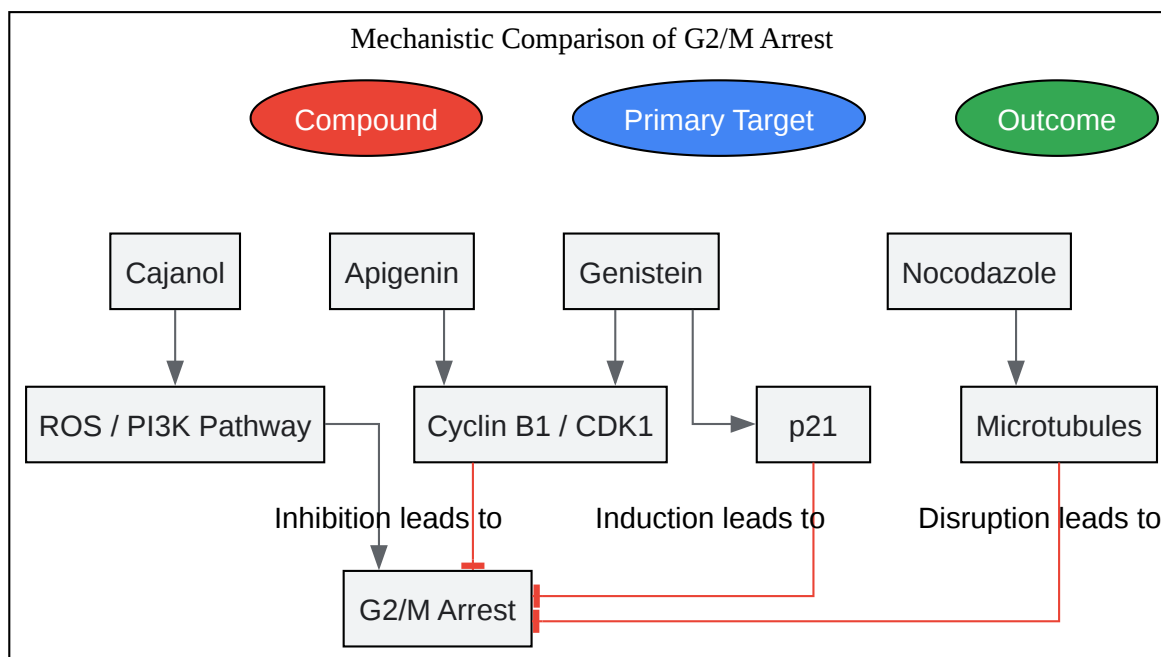 Mechanistic Comparison of G2/M Arrest
Compound
Primary Target
Outcome
Cajanol
Apigenin
Genistein
Nocodazole
ROS / PI3K Pathway
Cyclin B1 / CDK1
p21
Microtubules
Inhibition leads to
Induction leads to
Disruption leads to
G2/M Arrest